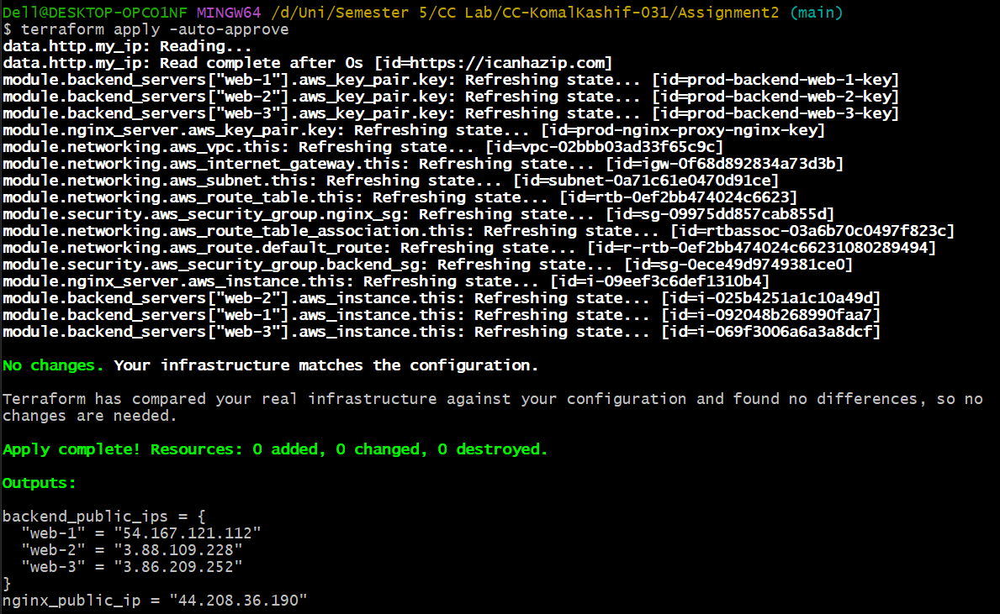 Dell@DESKTOP-OPCO1NF MINGW64 /d/Uni/Semester 5/CC Lab/CC-KomalKashif-031/Assignment2 (main)
$ terraform apply -auto-approve
data.http.my_ip: Reading...
data.http.my_ip: Read complete after 0s [id=https://icanhazip.com]
module.backend_servers["web-1"].aws_key_pair.key: Refreshing state... [id=prod-backend-web-1-key]
module.backend_servers["web-2"].aws_key_pair.key: Refreshing state... [id=prod-backend-web-2-key]
module.backend_servers["web-3"].aws_key_pair.key: Refreshing state... [id=prod-backend-web-3-key]
module.nginx_server.aws_key_pair.key: Refreshing state... [id=prod-nginx-proxy-nginx-key]
module.networking.aws_vpc.this: Refreshing state... [id=vpc-02bbb03ad33f65c9c]
module.networking.aws_internet_gateway.this: Refreshing state... [id=igw-0f68d892834a73d3b]
module.networking.aws_subnet.this: Refreshing state... [id=subnet-0a71c61e0470d91ce]
module.networking.aws_route_table.this: Refreshing state... [id=rtb-0ef2bb474024c6623]
module.security.aws_security_group.nginx_sg: Refreshing state... [id=sg-09975dd857cab855d]
module.networking.aws_route_table_association.this: Refreshing state... [id=rtbassoc-03a6b70c0497f823c]
module.networking.aws_route.default_route: Refreshing state... [id=r-rtb-0ef2bb474024c66231080289494]
module.security.aws_security_group.backend_sg: Refreshing state... [id=sg-0ece49d9749381ce0]
module.nginx_server.aws_instance.this: Refreshing state... [id=i-09eef3c6def1310b4]
module.backend_servers["web-2"].aws_instance.this: Refreshing state... [id=i-025b4251a1c10a49d]
module.backend_servers["web-1"].aws_instance.this: Refreshing state... [id=i-092048b268990faa7]
module.backend_servers["web-3"].aws_instance.this: Refreshing state... [id=i-069f3006a6a3a8dcf]
No changes. Your infrastructure matches the configuration.
Terraform has compared your real infrastructure against your configuration and found no differences, so no
changes are needed.
Apply complete! Resources: 0 added, 0 changed, 0 destroyed.
Outputs:
backend_public_ips = {
  "web-1" = "54.167.121.112"
  "web-2" = "3.88.109.228"
  "web-3" = "3.86.209.252"
}
nginx_public_ip = "44.208.36.190"